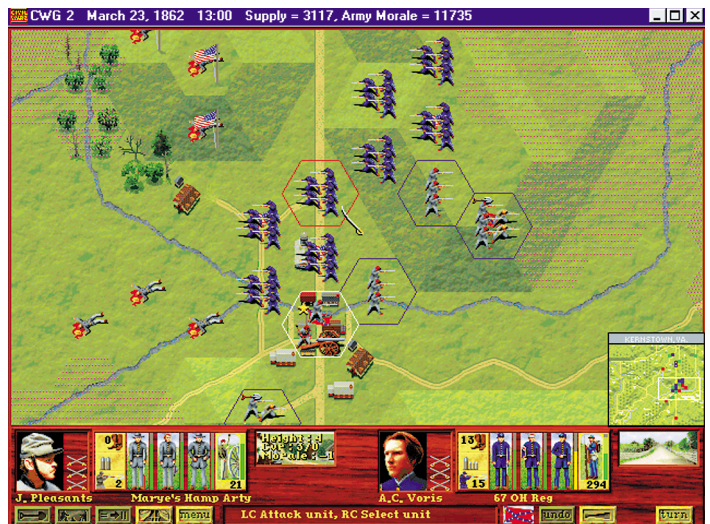 CIVIL WARS CWG 2 March 23, 1862 13:00 Supply = 3117, Army Morale = 11735
KERNSTOWN, VA
Height: 1
Morale: -1
0 2 21
13 15 294
J. Pleasants Marye's Hamp Arty A.C. Voris 67 OH Reg
menu LC Attack unit, RC Select unit undo turn